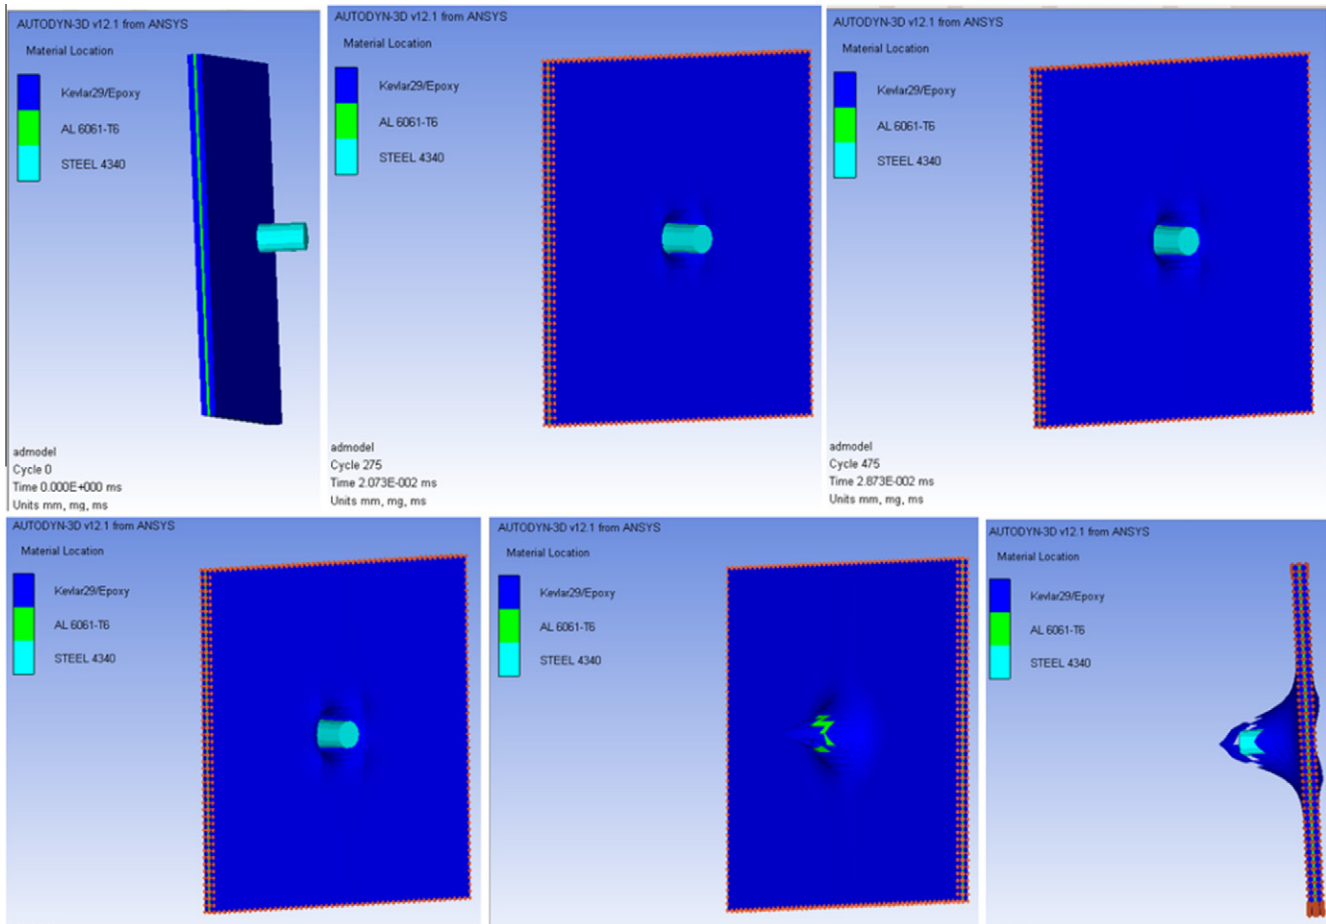 AUTODYN-3D v12.1 from ANSYS
Material Location
Kevlar29/Epoxy
AL 6061-T6
STEEL 4340
admodel
Cycle 0
Time 0.000E+000 ms
Units mm, mg, ms
AUTODYN-3D v12.1 from ANSYS
Material Location
Kevlar29/Epoxy
AL 6061-T6
STEEL 4340
admodel
Cycle 275
Time 2.073E-002 ms
Units mm, mg, ms
AUTODYN-3D v12.1 from ANSYS
Material Location
Kevlar29/Epoxy
AL 6061-T6
STEEL 4340
admodel
Cycle 475
Time 2.873E-002 ms
Units mm, mg, ms
AUTODYN-3D v12.1 from ANSYS
Material Location
Kevlar29/Epoxy
AL 6061-T6
STEEL 4340
AUTODYN-3D v12.1 from ANSYS
Material Location
Kevlar29/Epoxy
AL 6061-T6
STEEL 4340
AUTODYN-3D v12.1 from ANSYS
Material Location
Kevlar29/Epoxy
AL 6061-T6
STEEL 4340